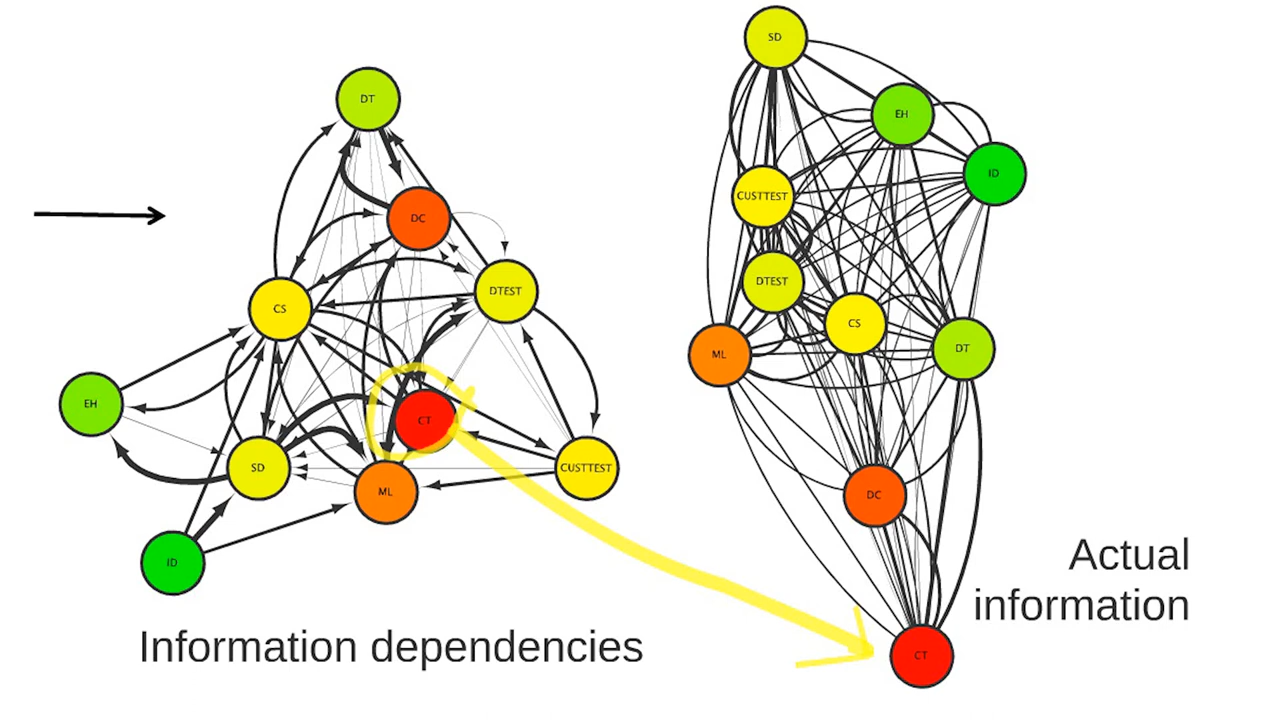 DT
DC
DTEST
CS
EH
CT
SD
ML
CUSTTEST
ID
Information dependencies
SD
EH
ID
CUSTTEST
DTEST
CS
ML
DT
DC
CT
Actual
information